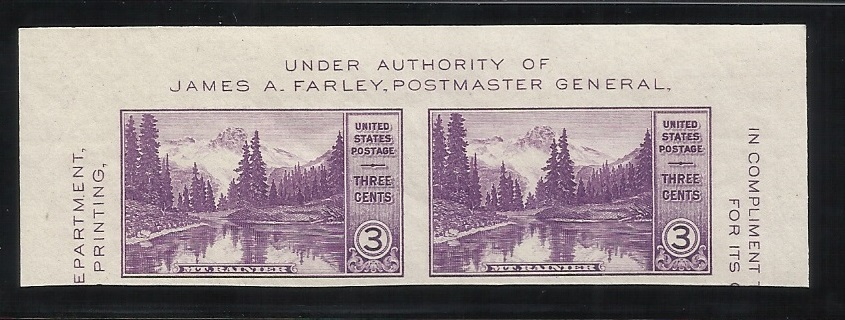 UNDER AUTHORITY OF
JAMES A. FARLEY, POSTMASTER GENERAL,
EPARTMENT,
PRINTING,
UNITED
STATES
POSTAGE
THREE
CENTS
3
MT. RAINIER
UNITED
STATES
POSTAGE
THREE
CENTS
3
MT. RAINIER
IN COMPLIMENT
FOR ITS